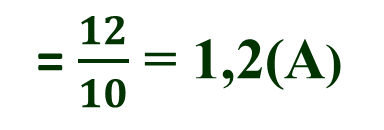 = 12/10 = 1,2(A)